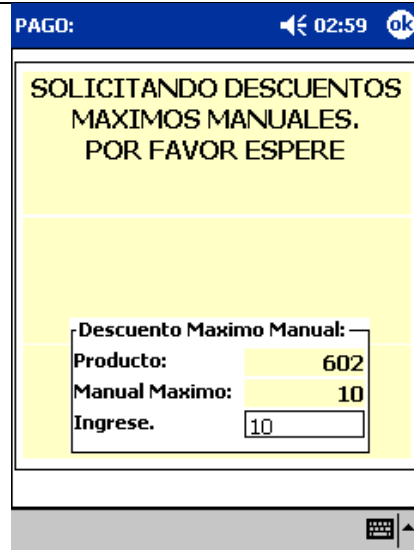 PAGO: 02:59 ok
SOLICITANDO DESCUENTOS
MAXIMOS MANUALES.
POR FAVOR ESPERE
Descuento Maximo Manual:
Producto: 602
Manual Maximo: 10
Ingrese. 10